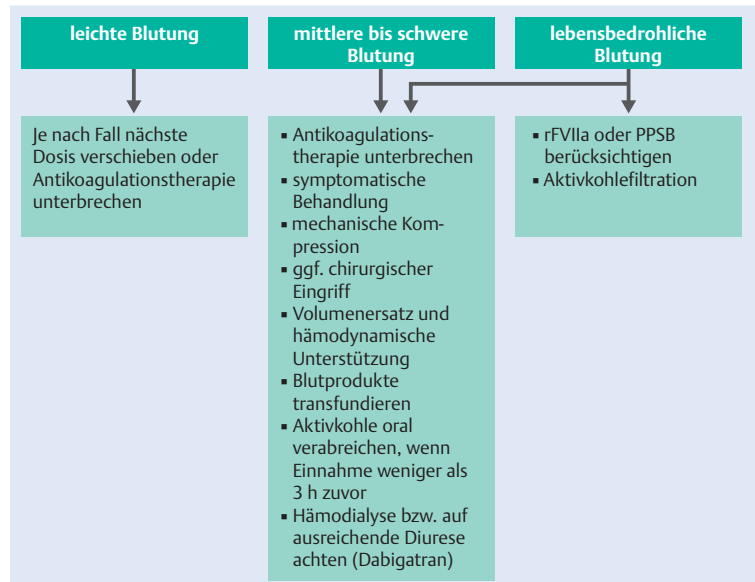 leichte Blutung
mittlere bis schwere
Blutung
lebensbedrohliche
Blutung
Je nach Fall nächste
Dosis verschieben oder
Antikoagulationstherapie
unterbrechen
▪ Antikoagulations-
therapie unterbrechen
▪ symptomatische
Behandlung
▪ mechanische Kom-
pression
▪ ggf. chirurgischer
Eingriff
▪ Volumenersatz und
hämodynamische
Unterstützung
▪ Blutprodukte
transfundieren
▪ Aktivkohle oral
verabreichen, wenn
Einnahme weniger als
3 h zuvor
▪ Hämodialyse bzw. auf
ausreichende Diurese
achten (Dabigatran)
▪ rFVIIa oder PPSB
berücksichtigen
▪ Aktivkohlefiltration